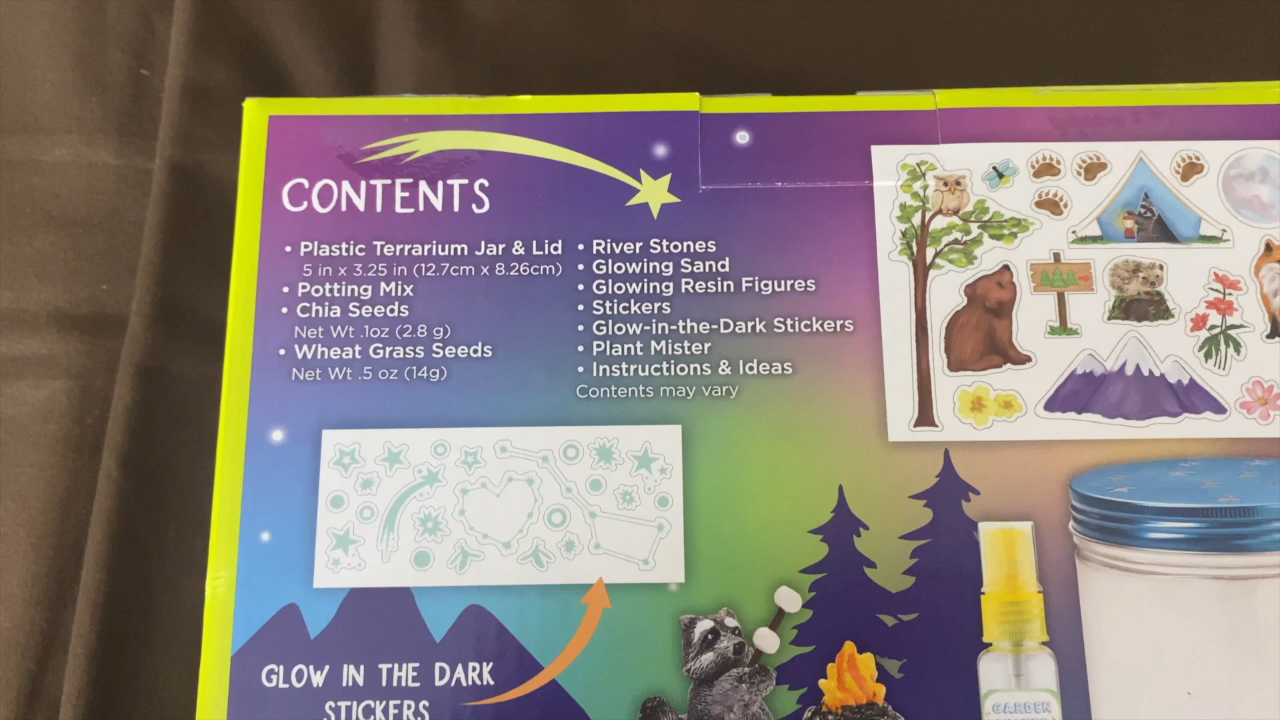 CONTENTS
• Plastic Terrarium Jar & Lid
5 in x 3.25 in (12.7cm x 8.26cm)
• Potting Mix
• Chia Seeds
Net Wt .1oz (2.8 g)
• Wheat Grass Seeds
Net Wt .5 oz (14g)
• River Stones
• Glowing Sand
• Glowing Resin Figures
• Stickers
• Glow-in-the-Dark Stickers
• Plant Mister
• Instructions & Ideas
Contents may vary
GLOW IN THE DARK
STICKERS
GARDEN